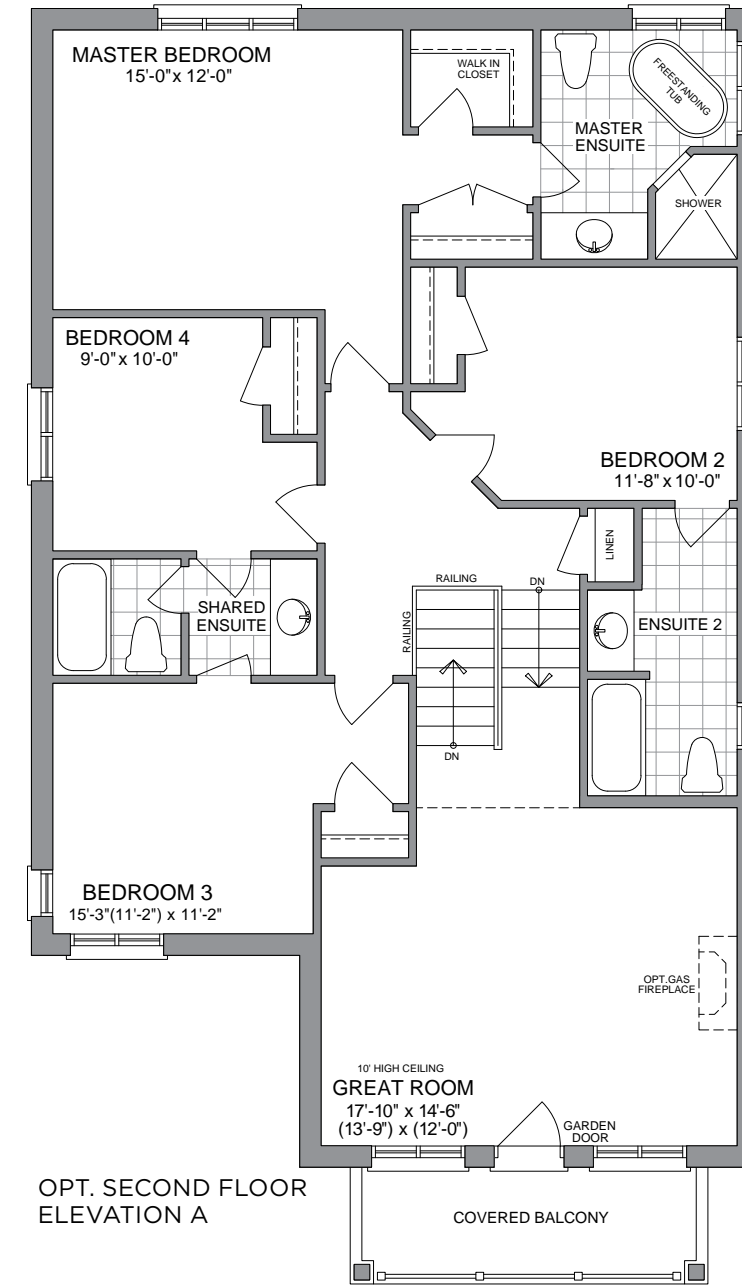 MASTER BEDROOM
15'-0" x 12'-0"
WALK IN
CLOSET
FREESTANDING
TUB
MASTER
ENSUITE
SHOWER
BEDROOM 4
9'-0" x 10'-0"
BEDROOM 2
11'-8" x 10'-0"
LINEN
SHARED
ENSUITE
RAILING
RAILING
DN
ENSUITE 2
DN
BEDROOM 3
15'-3"(11'-2") x 11'-2"
OPT.GAS
FIREPLACE
10' HIGH CEILING
GREAT ROOM
17'-10" x 14'-6"
(13'-9") x (12'-0")
GARDEN
DOOR
OPT. SECOND FLOOR
ELEVATION A
COVERED BALCONY